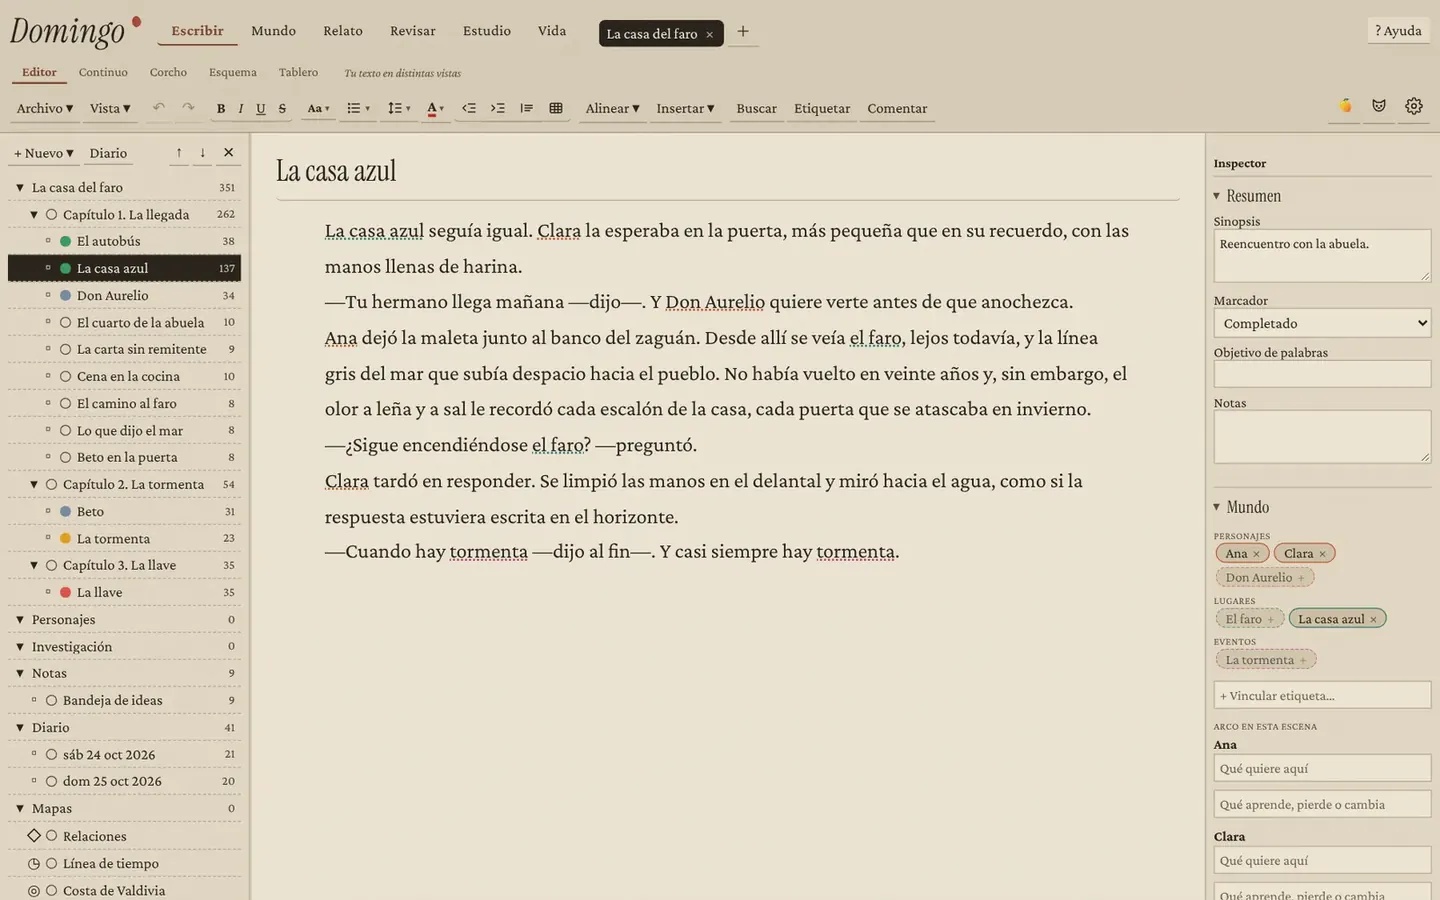 Domingo
Escribir Mundo Relato Revisar Estudio Vida
La casa del faro × +
? Ayuda
Editor Continuo Corcho Esquema Tablero Tu texto en distintas vistas
Archivo ▾ Vista ▾ B I U S Aa A Alinear ▾ Insertar ▾ Buscar Etiquetar Comentar
+ Nuevo ▾ Diario ↑ ↓ ✕
La casa del faro 351
Capítulo 1. La llegada 262
El autobús 38
La casa azul 137
Don Aurelio 34
El cuarto de la abuela 10
La carta sin remitente 9
Cena en la cocina 10
El camino al faro 8
Lo que dijo el mar 8
Beto en la puerta 8
Capítulo 2. La tormenta 54
Beto 31
La tormenta 23
Capítulo 3. La llave 35
La llave 35
Personajes 0
Investigación 0
Notas 9
Bandeja de ideas 9
Diario 41
sáb 24 oct 2026 21
dom 25 oct 2026 20
Mapas 0
Relaciones
Línea de tiempo
Costa de Valdivia
La casa azul
La casa azul seguía igual. Clara la esperaba en la puerta, más pequeña que en su recuerdo, con las
manos llenas de harina.
—Tu hermano llega mañana —dijo—. Y Don Aurelio quiere verte antes de que anochezca.
Ana dejó la maleta junto al banco del zaguán. Desde allí se veía el faro, lejos todavía, y la línea
gris del mar que subía despacio hacia el pueblo. No había vuelto en veinte años y, sin embargo, el
olor a leña y a sal le recordó cada escalón de la casa, cada puerta que se atascaba en invierno.
—¿Sigue encendiéndose el faro? —preguntó.
Clara tardó en responder. Se limpió las manos en el delantal y miró hacia el agua, como si la
respuesta estuviera escrita en el horizonte.
—Cuando hay tormenta —dijo al fin—. Y casi siempre hay tormenta.
Inspector
Resumen
Sinopsis
Reencuentro con la abuela.
Marcador
Completado
Objetivo de palabras
Notas
Mundo
PERSONAJES
Ana × Clara ×
Don Aurelio +
LUGARES
El faro + La casa azul ×
EVENTOS
La tormenta +
+ Vincular etiqueta...
ARCO EN ESTA ESCENA
Ana
Qué quiere aquí
Qué aprende, pierde o cambia
Clara
Qué quiere aquí
Qué aprende, pierde o cambia